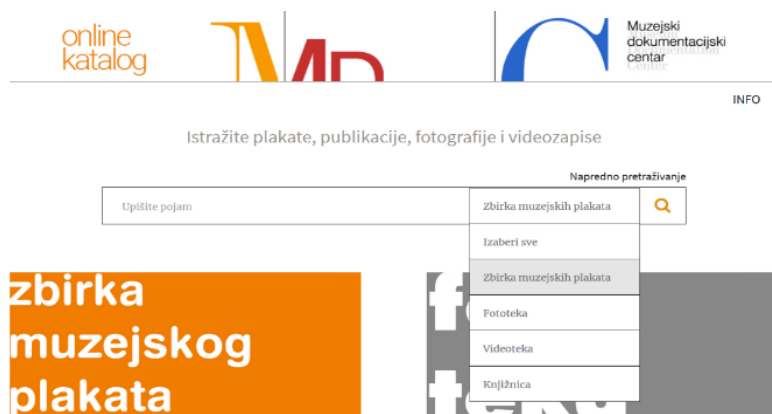 online
katalog
Muzejski
dokumentacijski
centar
INFO
Istražite plakate, publikacije, fotografije i videozapise
Napredno pretraživanje
Upišite pojam
Zbirka muzejskih plakata
Izaberi sve
Zbirka muzejskih plakata
Fototeka
Videoteka
Knjižnica
zbirka
muzejskog
plakata